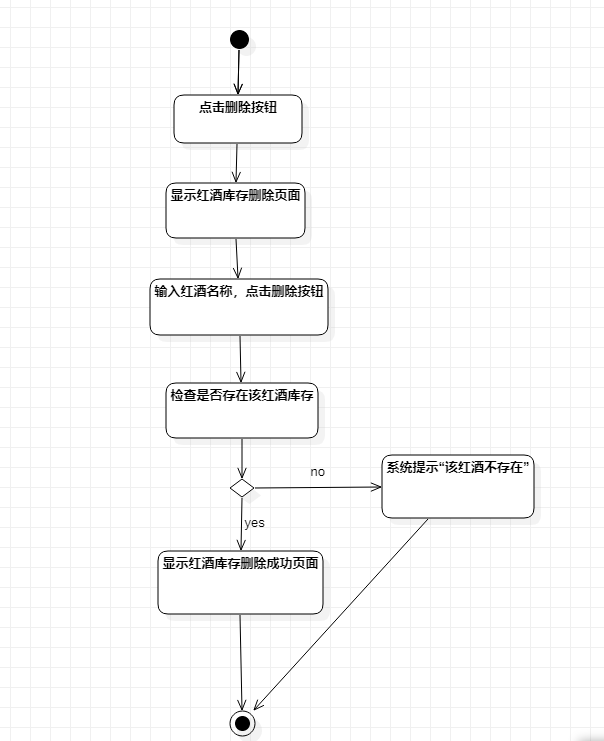 点击删除按钮
显示红酒库存删除页面
输入红酒名称，点击删除按钮
检查是否存在该红酒库存
no
系统提示“该红酒不存在”
yes
显示红酒库存删除成功页面